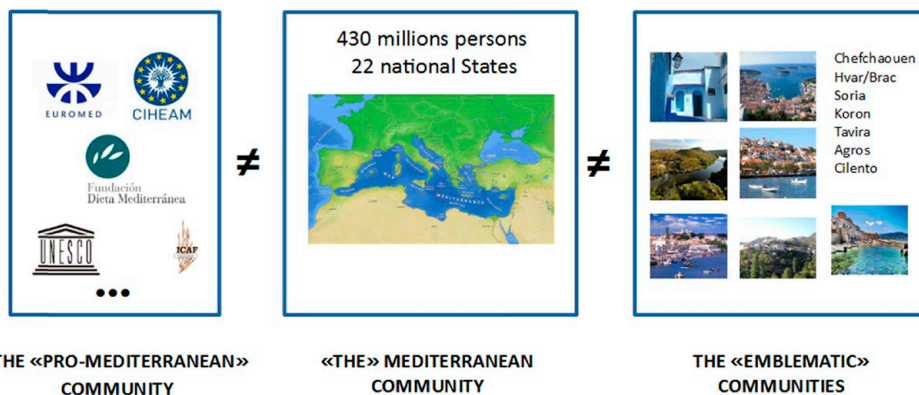 EUROMED
CIHEAM
Fundación
Dieta Mediterránea
UNESCO
ICAF
•••
≠
430 millions persons
22 national States
MEDITERRANEAN
≠
Chefchaouen
Hvar/Brac
Soria
Koron
Tavira
Agros
Cilento
THE «PRO-MEDITERRANEAN»
COMMUNITY
«THE» MEDITERRANEAN
COMMUNITY
THE «EMBLEMATIC»
COMMUNITIES